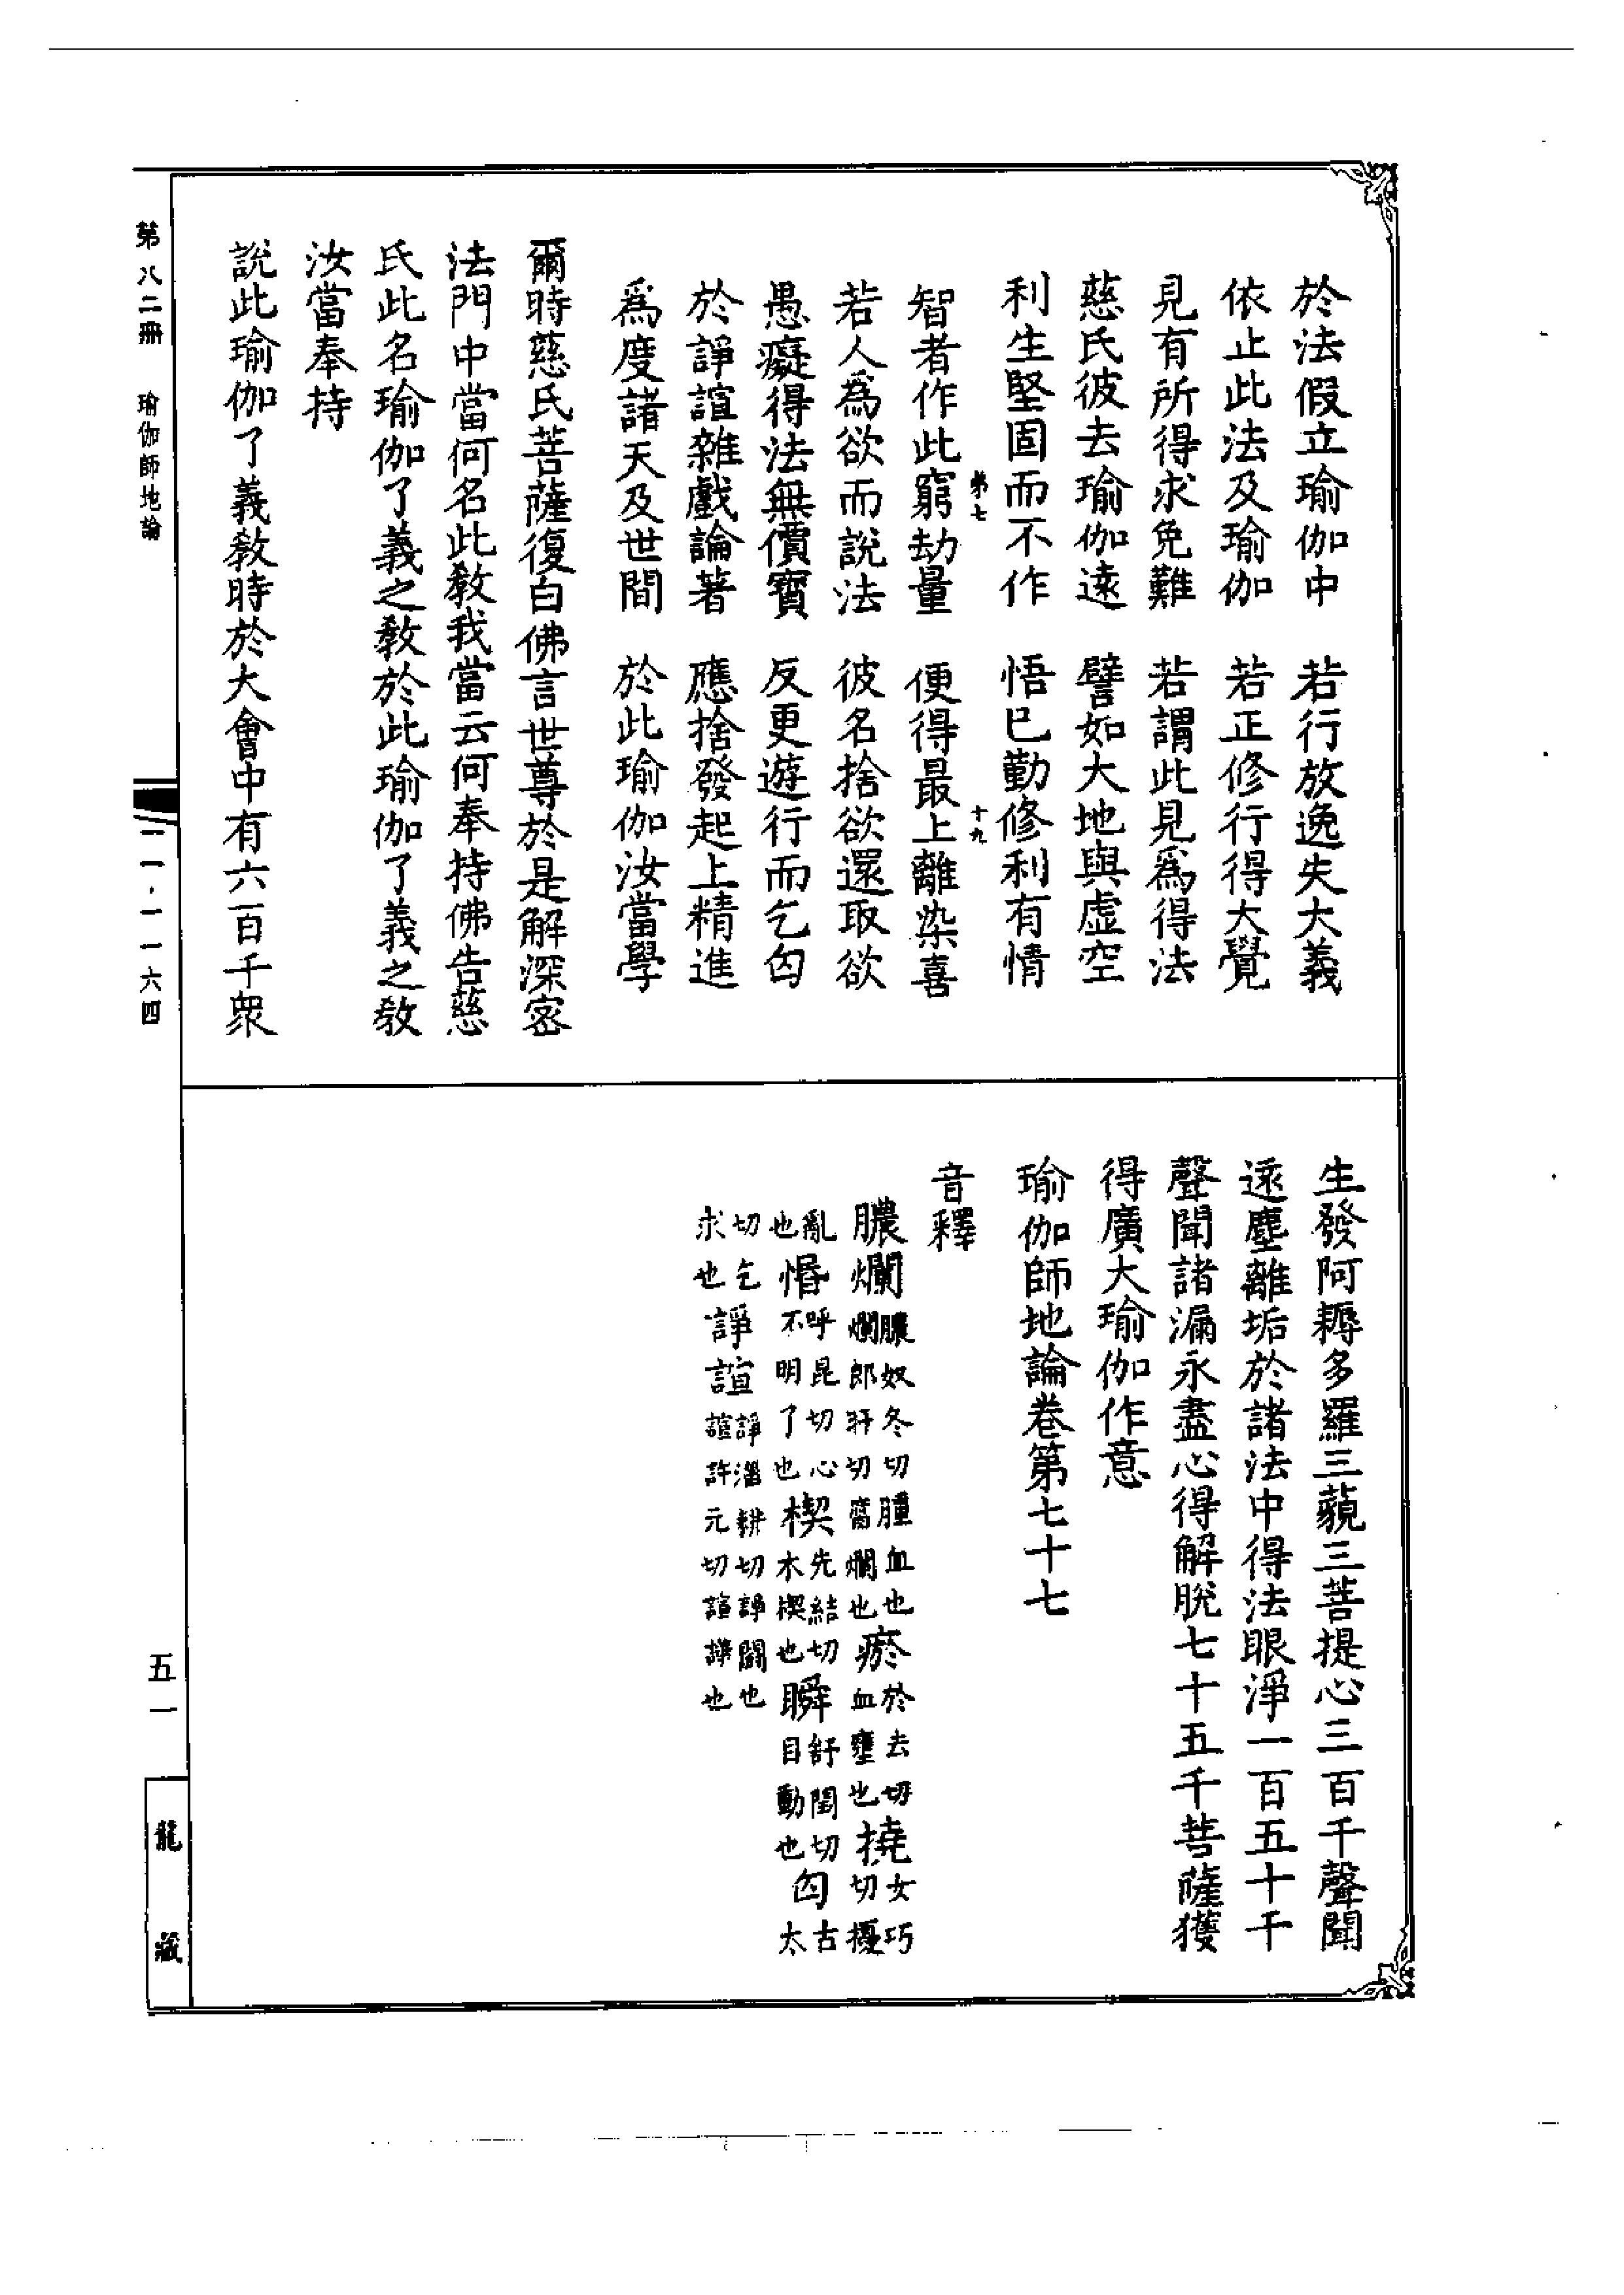 於法假立瑜伽中　若行放逸失大義
依止此法及瑜伽　若正修行得大覺
見有所得求免難　若謂此見爲得法
慈氏彼去瑜伽遠　譬如大地與虛空
利生堅固而不作　悟已勤修利有情
第七　十九
智者作此窮劫量　便得最上離染喜
若人爲欲而說法　彼名捨欲還取欲
愚癡得法無價寶　反更遊行而乞匃
於諍諠雜戲論著　應捨發起上精進
爲度諸天及世間　於此瑜伽汝當學
爾時慈氏菩薩復白佛言世尊於是解深密
法門中當何名此敎我當云何奉持佛告慈
氏此名瑜伽了義之敎於此瑜伽了義之敎
汝當奉持
說此瑜伽了義敎時於大會中有六百千衆
生發阿耨多羅三藐三菩提心三百千聲聞
遠塵離垢於諸法中得法眼淨一百五十千
聲聞諸漏永盡心得解脫七十五千菩薩獲
得廣大瑜伽作意
瑜伽師地論卷第七十七
音釋
膿爛膿奴冬切腫血也爛郎旰切腐爛也瘀於去切血壅也撓女巧切擾
亂也惛呼昆切心不明了也楔先結切木楔也瞬舒閏切目動也匃古太
切乞求也諍諠諍潘耕切諍鬬也諠許元切諠譁也
第八二冊　瑜伽師地論
一一·一一六四
五一
龍藏